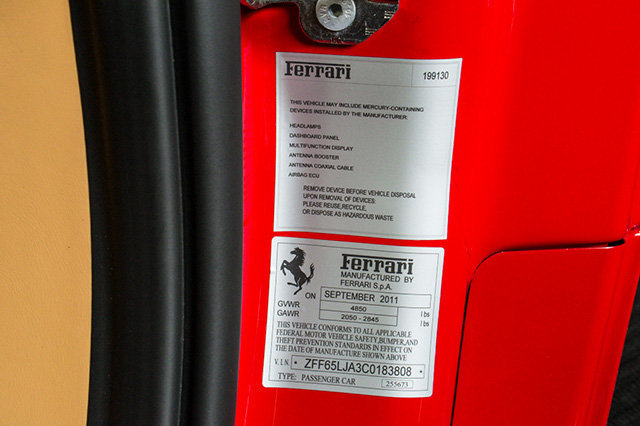 Ferrari
199130
THIS VEHICLE MAY INCLUDE MERCURY-CONTAINING
DEVICES INSTALLED BY THE MANUFACTURER:
HEADLAMPS
DASHBOARD PANEL
MULTIFUNCTION DISPLAY
ANTENNA BOOSTER
ANTENNA COAXIAL CABLE
AIRBAG ECU
REMOVE DEVICE BEFORE VEHICLE DISPOSAL
UPON REMOVAL OF DEVICES:
PLEASE REUSE,RECYCLE,
OR DISPOSE AS HAZARDOUS WASTE
Ferrari
MANUFACTURED BY
FERRARI S.p.A.
ON SEPTEMBER 2011
GVWR 4850 lbs
GAWR 2050 - 2845 lbs
THIS VEHICLE CONFORMS TO ALL APPLICABLE
FEDERAL MOTOR VEHICLE SAFETY, BUMPER, AND
THEFT PREVENTION STANDARDS IN EFFECT ON
THE DATE OF MANUFACTURE SHOWN ABOVE
V.I.N. ZFF65LJA3C0183808
TYPE: PASSENGER CAR 255673